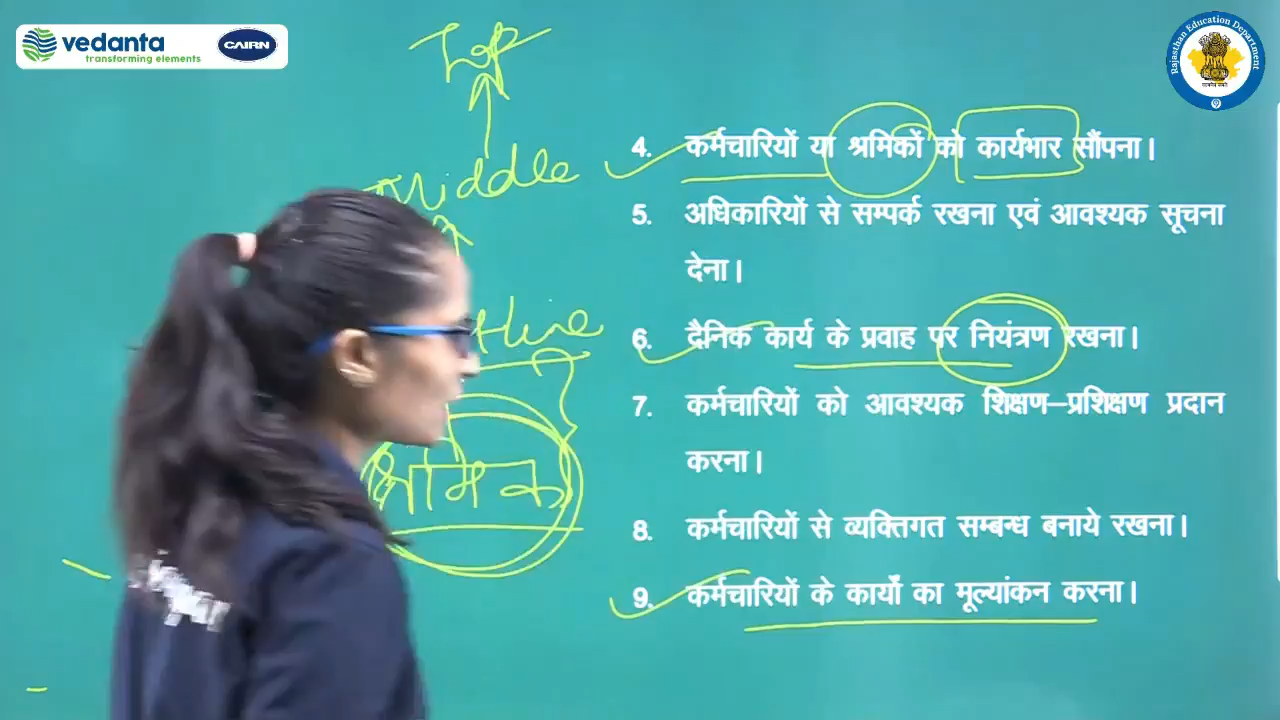 vedanta
transforming elements
CAIRN
Rajasthan Education Department
Top
Middle
4. कर्मचारियों या श्रमिकों को कार्यभार सौंपना।
5. अधिकारियों से सम्पर्क रखना एवं आवश्यक सूचना
देना।
6. दैनिक कार्य के प्रवाह पर नियंत्रण रखना।
7. कर्मचारियों को आवश्यक शिक्षण–प्रशिक्षण प्रदान
करना।
8. कर्मचारियों से व्यक्तिगत सम्बन्ध बनाये रखना।
9. कर्मचारियों के कार्यों का मूल्यांकन करना।